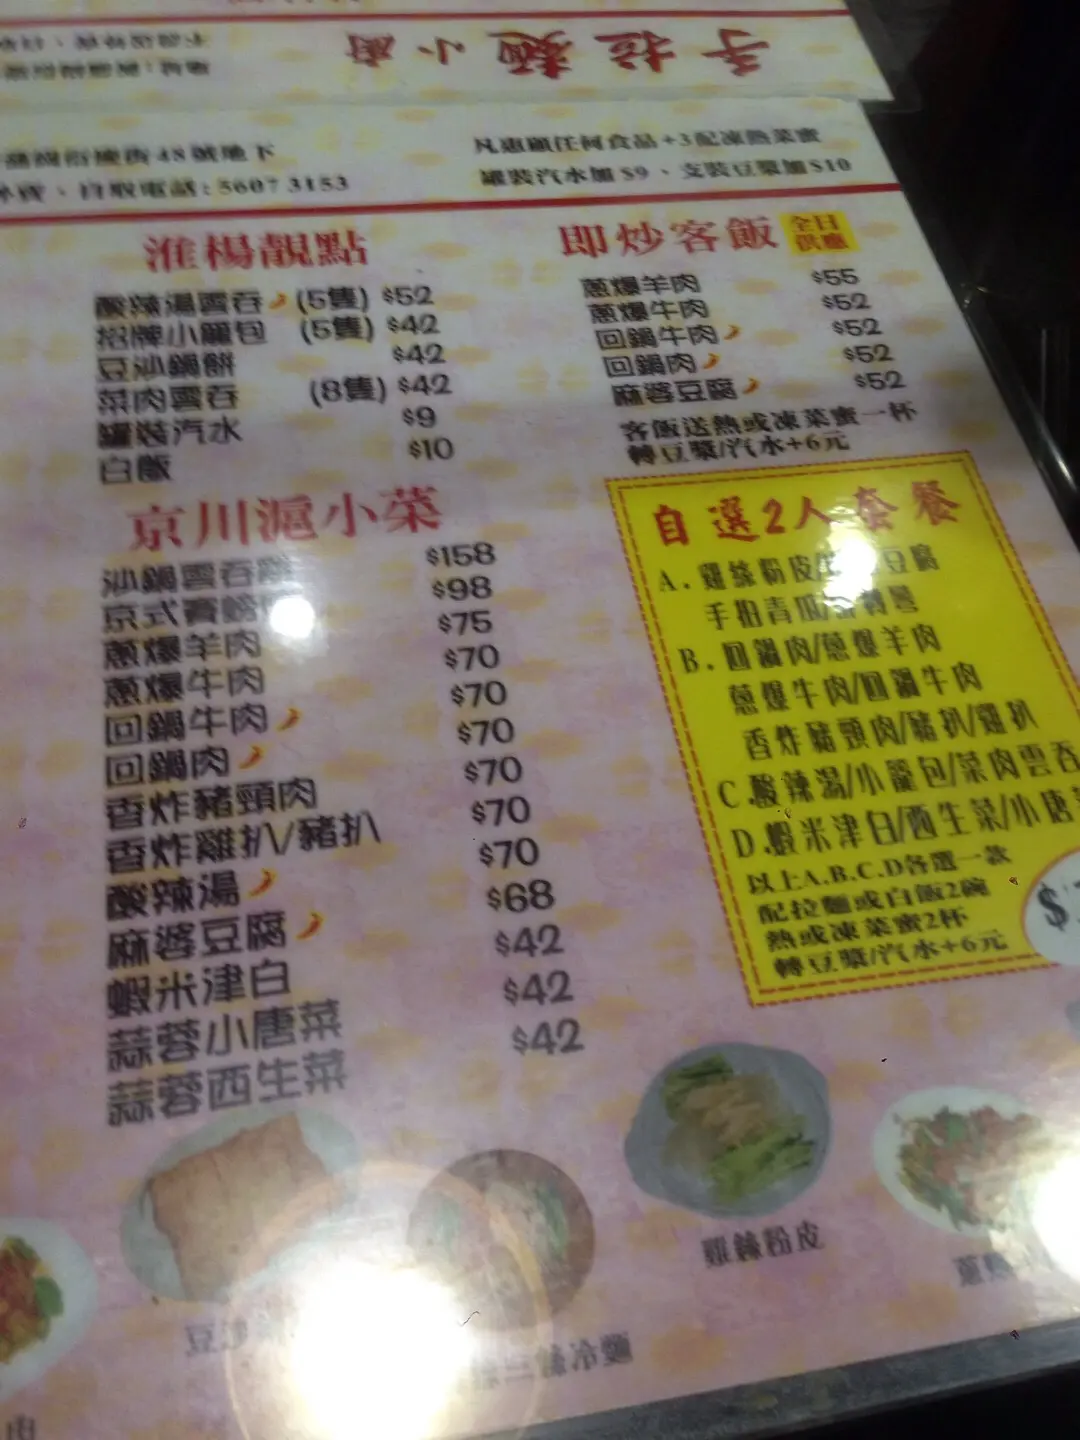 手拉麵小廚
街48號地下
自取電話: 5607 3153
凡惠顧任何食品+3配凍熱菜蜜
罐裝汽水加$9、支裝豆漿加$10
淮楊靚點
酸辣湯雲吞 (5隻) $52
招牌小籠包 (5隻) $42
豆沙鍋餅 $42
菜肉雲吞 (8隻) $42
罐裝汽水 $9
白飯 $10
京川滬小菜
沙鍋雲吞雞 $158
京式賽螃 $98
蔥爆羊肉 $75
蔥爆牛肉 $70
回鍋牛肉 $70
回鍋肉 $70
香炸豬頸肉 $70
香炸雞扒/豬扒 $70
酸辣湯 $70
麻婆豆腐 $68
蝦米津白 $42
蒜蓉小唐菜 $42
蒜蓉西生菜 $42
即炒客飯 全日供應
蔥爆羊肉 $55
蔥爆牛肉 $52
回鍋牛肉 $52
回鍋肉 $52
麻婆豆腐 $52
客飯送熱或凍菜蜜一杯
轉豆漿/汽水+6元
自選2人套餐
A.雞絲粉皮 豆腐
手拍青瓜
B.回鍋肉/蔥爆羊肉
蔥爆牛肉/回鍋牛肉
香炸豬頸肉/豬扒/雞扒
C.酸辣湯/小籠包/菜肉雲吞
D.蝦米津白/西生菜/小唐
以上A.B.C.D各選一款
配拉麵或白飯2碗
熱或凍菜蜜2杯
轉豆漿/汽水+6元
$
雞絲粉皮
豆
蔥
肉